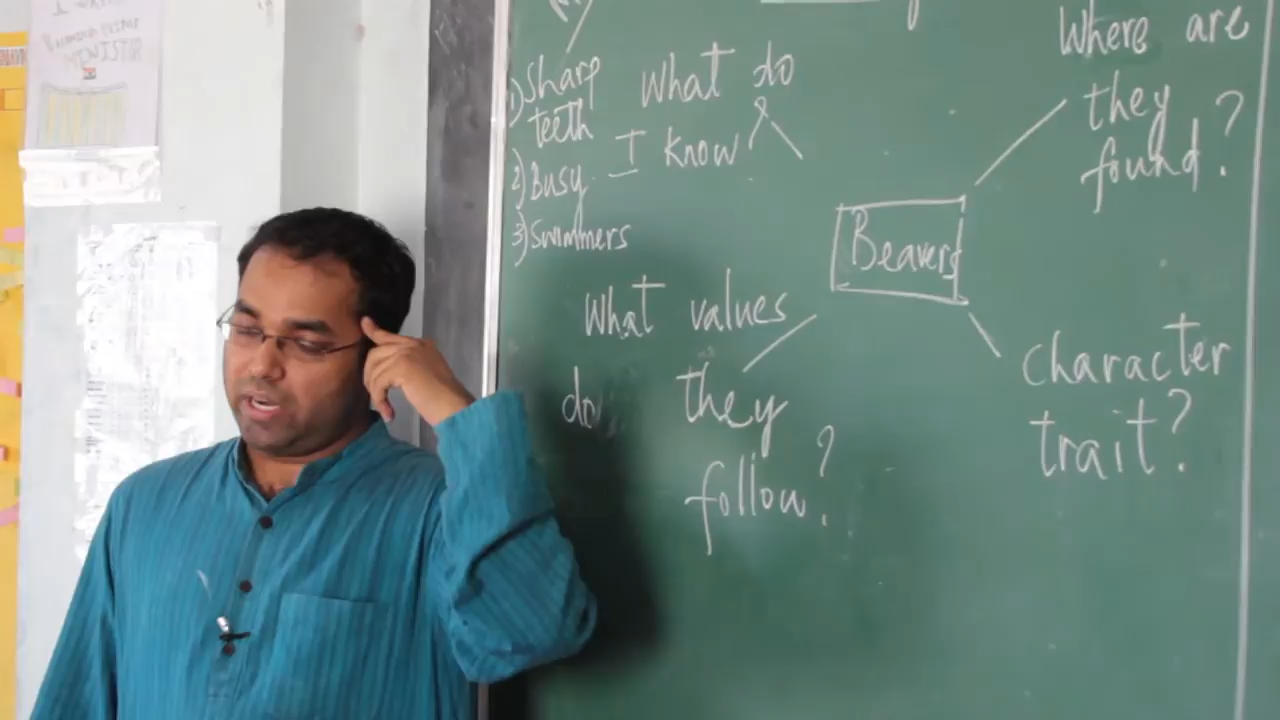 1) Sharp
teeth
2) Busy
3) Swimmers
What do
I know
Beavers
Where are
they
found?
What values
do they
follow?
character
trait?